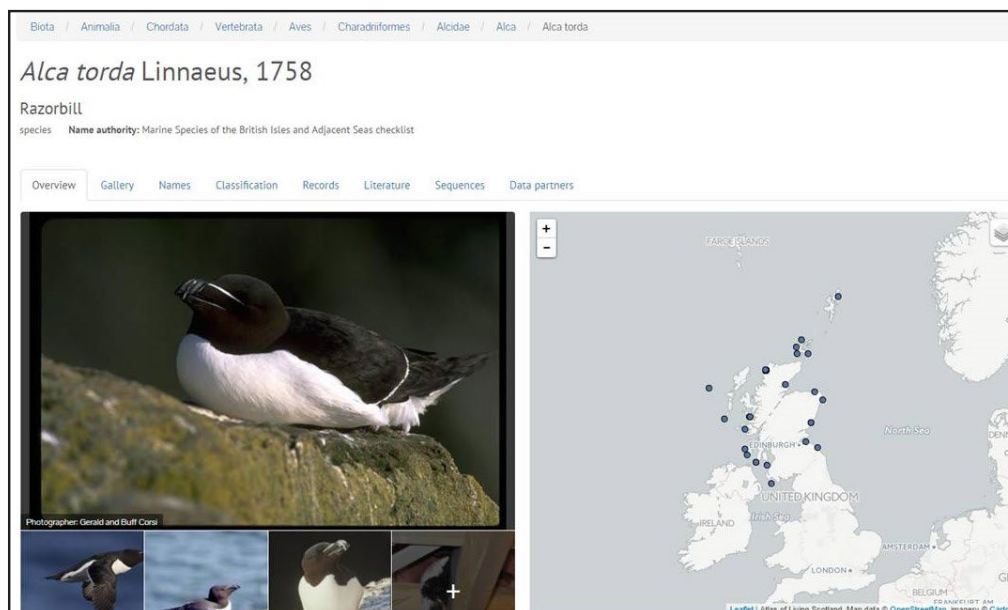 Biota / Animalia / Chordata / Vertebrata / Aves / Charadriiformes / Alcidae / Alca / Alca torda
Alca torda Linnaeus, 1758
Razorbill
species Name authority: Marine Species of the British Isles and Adjacent Seas checklist
Overview Gallery Names Classification Records Literature Sequences Data partners
+
−
FAROE ISLANDS
North Sea
EDINBURGH
UNITED KINGDOM
Irish Sea
IRELAND
AMSTERDAM
LONDON
BELGIUM
FRANKFURT AM
Photographer: Gerald and Buff Corsi
+
Leaflet | Atlas of Living Scotland, Map data © OpenStreetMap, imagery ©